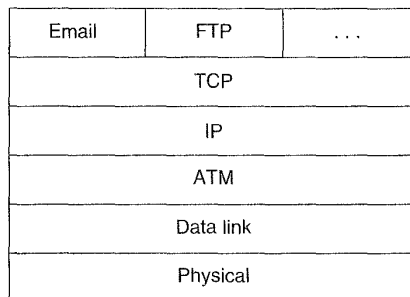 Email FTP . . .
TCP
IP
ATM
Data link
Physical